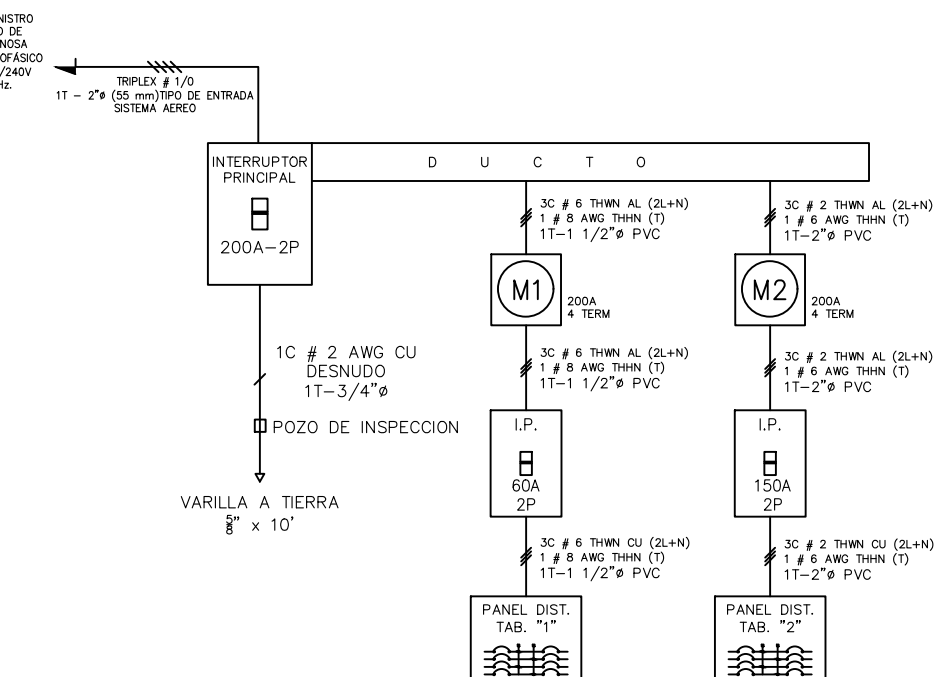 TRIPLEX # 1/0
1T - 2"ø (55 mm)TIPO DE ENTRADA
SISTEMA AEREO
INTERRUPTOR
PRINCIPAL
200A-2P
D U C T O
3C # 6 THWN AL (2L+N)
1 # 8 AWG THHN (T)
1T-1 1/2"ø PVC
3C # 2 THWN AL (2L+N)
1 # 6 AWG THHN (T)
1T-2"ø PVC
M1
200A
4 TERM
M2
200A
4 TERM
1C # 2 AWG CU
DESNUDO
1T-3/4"ø
3C # 6 THWN AL (2L+N)
1 # 8 AWG THHN (T)
1T-1 1/2"ø PVC
3C # 2 THWN AL (2L+N)
1 # 6 AWG THHN (T)
1T-2"ø PVC
POZO DE INSPECCION
I.P.
60A
2P
I.P.
150A
2P
VARILLA A TIERRA
5/8" x 10'
3C # 6 THWN CU (2L+N)
1 # 8 AWG THHN (T)
1T-1 1/2"ø PVC
3C # 2 THWN CU (2L+N)
1 # 6 AWG THHN (T)
1T-2"ø PVC
PANEL DIST.
TAB. "1"
PANEL DIST.
TAB. "2"